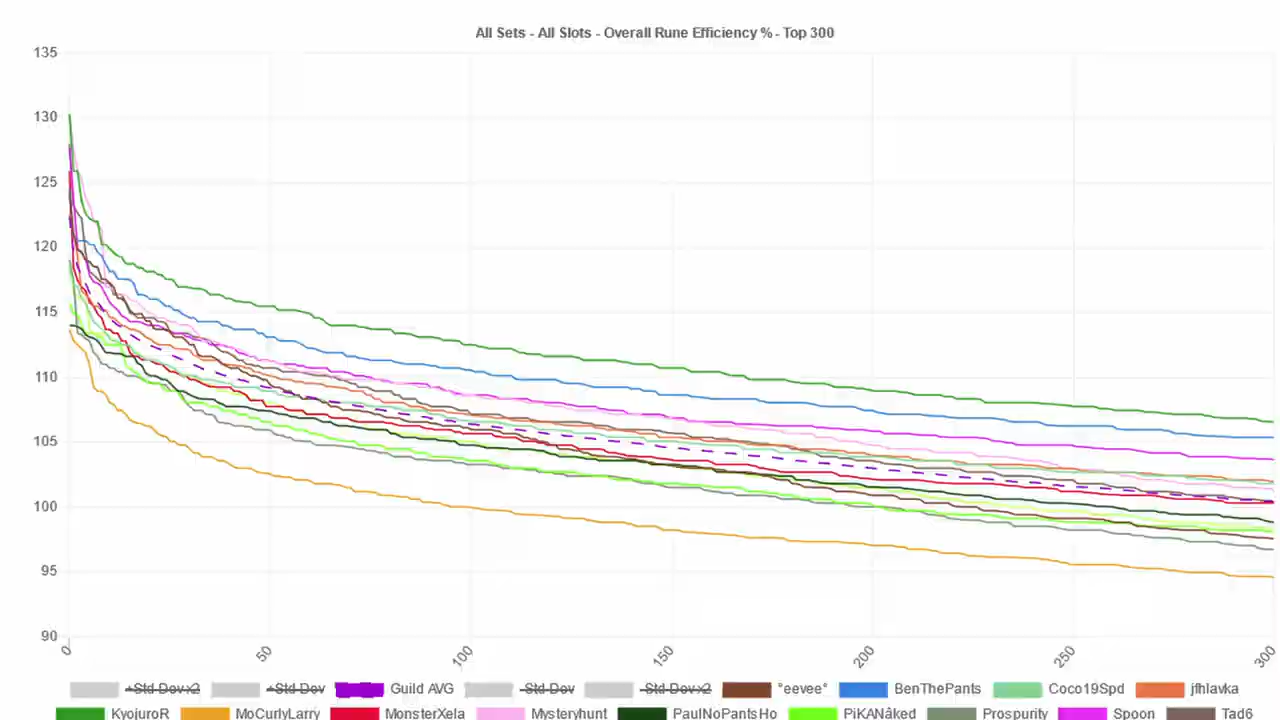 All Sets - All Slots - Overall Rune Efficiency % - Top 300
135
130
125
120
115
110
105
100
95
90
0 50 100 150 200 250 300
+Std Dev x2 +Std Dev Guild AVG -Std Dev -Std Dev x2 °eevee° BenThePants Coco19Spd jfhlavka
KyojuroR MoCurlyLarry MonsterXela Mysteryhunt PaulNoPantsHo PiKANåked Prospurity Spoon Tad6